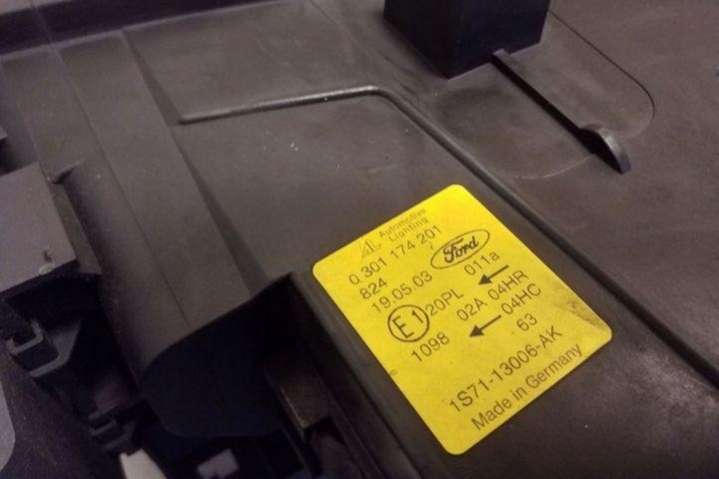 AL Automotive Lighting
0 301 174 201
824
19.05.03 Ford
011a
E1 20PL
02A 04HR
1098 04HC
63
1S71-13006-AK
Made in Germany